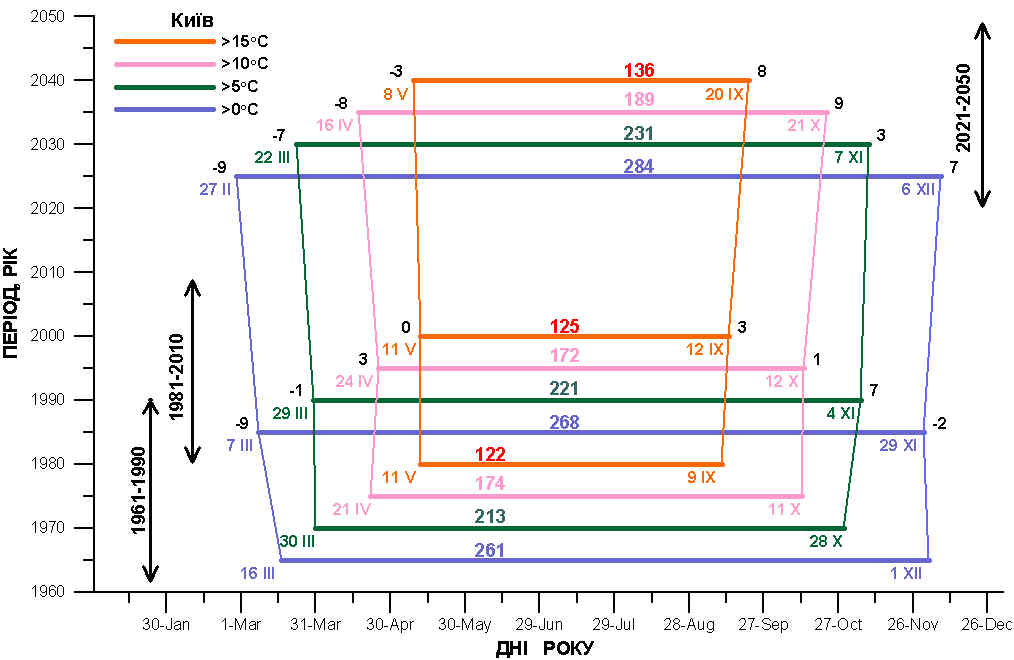 Київ
>15°C
>10°C
>5°C
>0°C
2050
2040
2030
2020
2010
2000
1990
1980
1970
1960
ПЕРІОД, РІК
1961-1990
1981-2010
2021-2050
-3 136 8
8 V 20 IX
-8 189 9
16 IV 21 X
-7 231 3
22 III 7 XI
-9 284 7
27 II 6 XII
0 125 3
11 V 12 IX
3 172 1
24 IV 12 X
-1 221 7
29 III 4 XI
-9 268 -2
7 III 29 XI
122
11 V 9 IX
174
21 IV 11 X
213
30 III 28 X
261
16 III 1 XII
30-Jan 1-Mar 31-Mar 30-Apr 30-May 29-Jun 29-Jul 28-Aug 27-Sep 27-Oct 26-Nov 26-Dec
ДНІ РОКУ